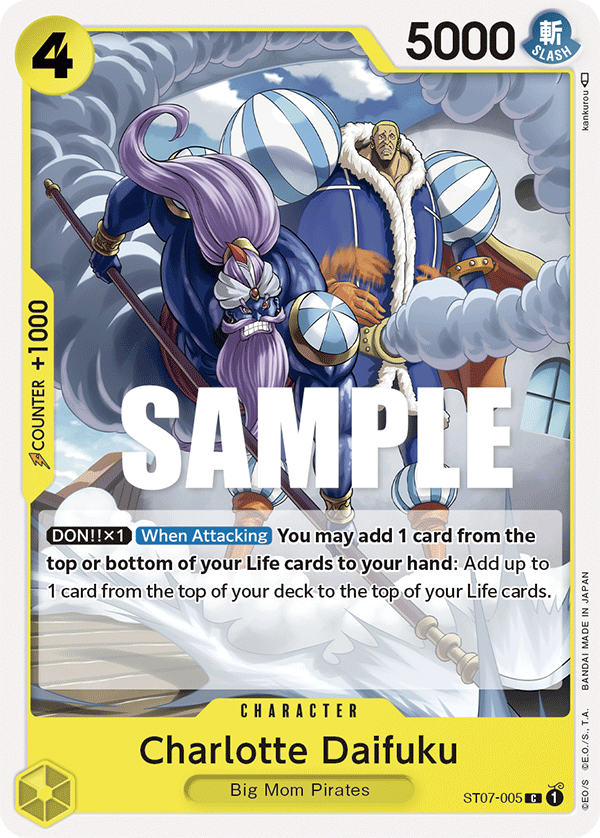 4
5000
斬
SLASH
kankurou
COUNTER +1000
SAMPLE
DON!!×1 When Attacking You may add 1 card from the
top or bottom of your Life cards to your hand: Add up to
1 card from the top of your deck to the top of your Life cards.
©EO/S ©E.O./S., T.A. BANDAI MADE IN JAPAN
CHARACTER
Charlotte Daifuku
Big Mom Pirates
ST07-005 C 1